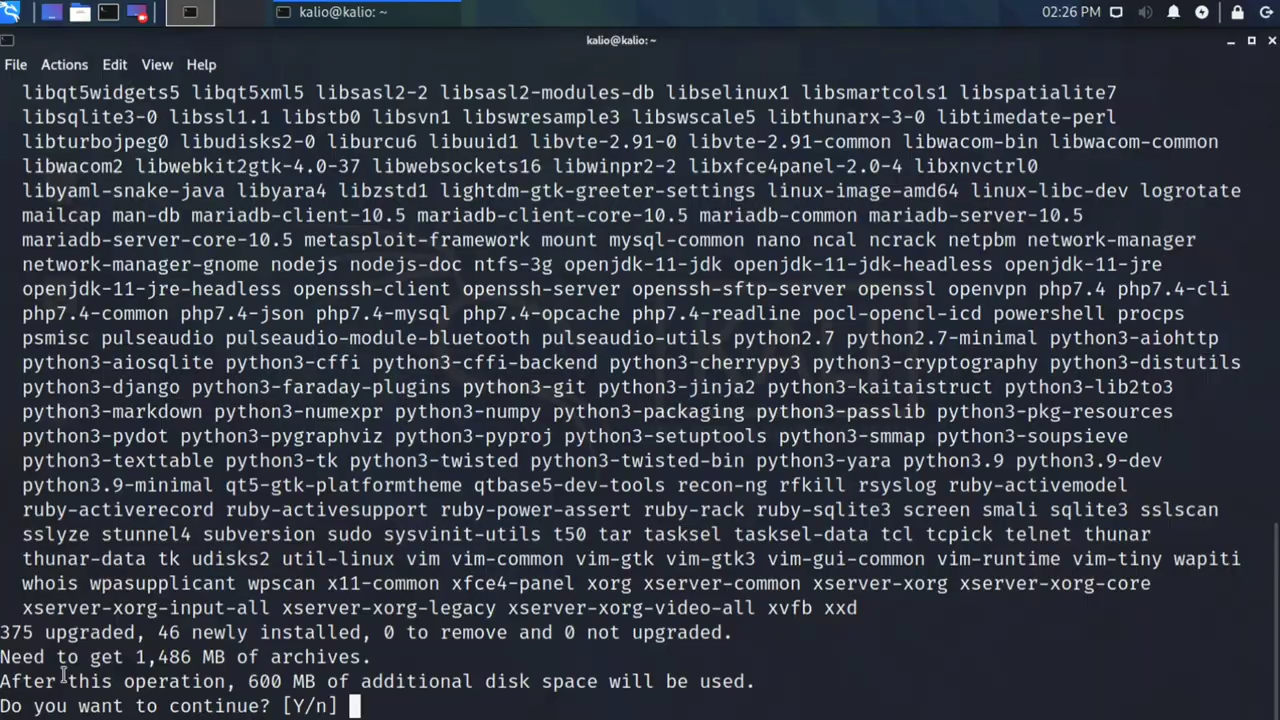 kalio@kalio: ~
02:26 PM
kalio@kalio:~
File Actions Edit View Help
libqt5widgets5 libqt5xml5 libsasl2-2 libsasl2-modules-db libselinux1 libsmartcols1 libspatialite7
libsqlite3-0 libssl1.1 libstb0 libsvn1 libswresample3 libswscale5 libthunarx-3-0 libtimedate-perl
libturbojpeg0 libudisks2-0 liburcu6 libuuid1 libvte-2.91-0 libvte-2.91-common libwacom-bin libwacom-common
libwacom2 libwebkit2gtk-4.0-37 libwebsockets16 libwinpr2-2 libxfce4panel-2.0-4 libxnvctrl0
libyaml-snake-java libyara4 libzstd1 lightdm-gtk-greeter-settings linux-image-amd64 linux-libc-dev logrotate
mailcap man-db mariadb-client-10.5 mariadb-client-core-10.5 mariadb-common mariadb-server-10.5
mariadb-server-core-10.5 metasploit-framework mount mysql-common nano ncal ncrack netpbm network-manager
network-manager-gnome nodejs nodejs-doc ntfs-3g openjdk-11-jdk openjdk-11-jdk-headless openjdk-11-jre
openjdk-11-jre-headless openssh-client openssh-server openssh-sftp-server openssl openvpn php7.4 php7.4-cli
php7.4-common php7.4-json php7.4-mysql php7.4-opcache php7.4-readline pocl-opencl-icd powershell procps
psmisc pulseaudio pulseaudio-module-bluetooth pulseaudio-utils python2.7 python2.7-minimal python3-aiohttp
python3-aiosqlite python3-cffi python3-cffi-backend python3-cherrypy3 python3-cryptography python3-distutils
python3-django python3-faraday-plugins python3-git python3-jinja2 python3-kaitaistruct python3-lib2to3
python3-markdown python3-numexpr python3-numpy python3-packaging python3-passlib python3-pkg-resources
python3-pydot python3-pygraphviz python3-pyproj python3-setuptools python3-smmap python3-soupsieve
python3-texttable python3-tk python3-twisted python3-twisted-bin python3-yara python3.9 python3.9-dev
python3.9-minimal qt5-gtk-platformtheme qtbase5-dev-tools recon-ng rfkill rsyslog ruby-activemodel
ruby-activerecord ruby-activesupport ruby-power-assert ruby-rack ruby-sqlite3 screen smali sqlite3 sslscan
sslyze stunnel4 subversion sudo sysvinit-utils t50 tar tasksel tasksel-data tcl tcpick telnet thunar
thunar-data tk udisks2 util-linux vim vim-common vim-gtk vim-gtk3 vim-gui-common vim-runtime vim-tiny wapiti
whois wpasupplicant wpscan x11-common xfce4-panel xorg xserver-common xserver-xorg xserver-xorg-core
xserver-xorg-input-all xserver-xorg-legacy xserver-xorg-video-all xvfb xxd
375 upgraded, 46 newly installed, 0 to remove and 0 not upgraded.
Need to get 1,486 MB of archives.
After this operation, 600 MB of additional disk space will be used.
Do you want to continue? [Y/n]